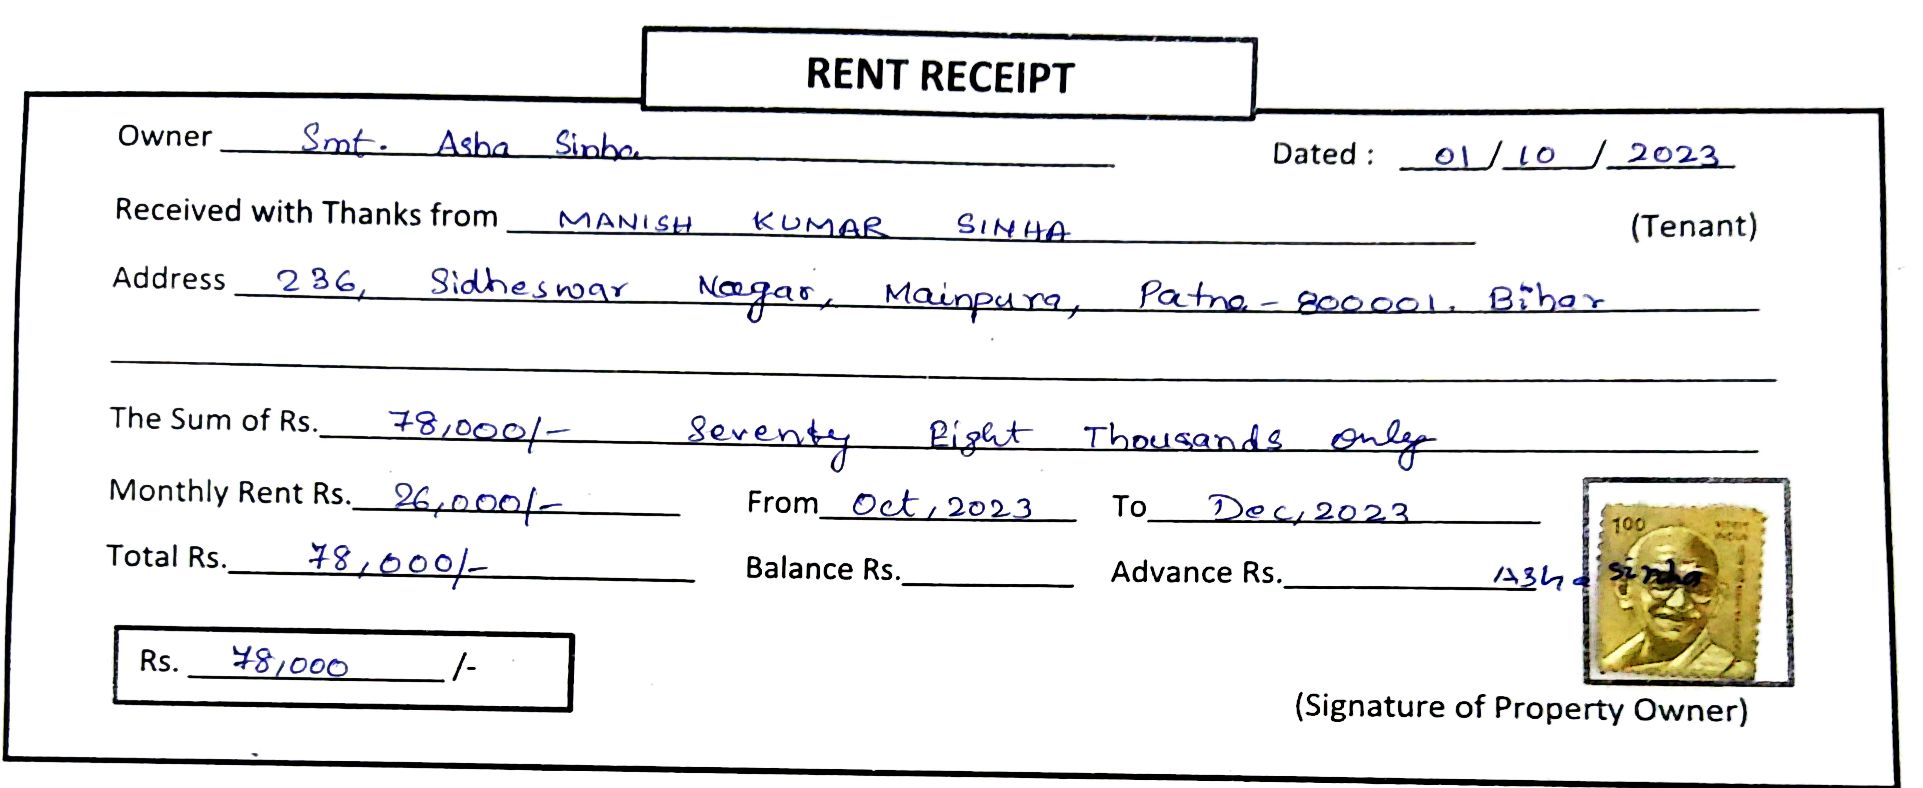 RENT RECEIPT
Owner Smt. Asha Sinha Dated : 01/10/2023
Received with Thanks from MANISH KUMAR SINHA (Tenant)
Address 236, Sidheswar Nagar, Mainpura, Patna - 800001. Bihar
The Sum of Rs. 78,000/- Seventy Eight Thousands only
Monthly Rent Rs. 26,000/- From Oct, 2023 To Dec, 2023
100
INDIA
Total Rs. 78,000/- Balance Rs. Advance Rs. Asha Sinha
Rs. 78,000 /-
(Signature of Property Owner)